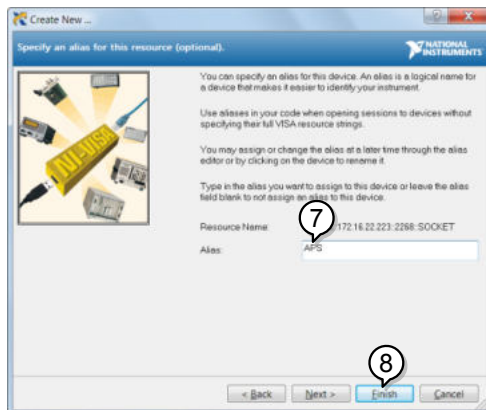 Create New ...
Specify an alias for this resource (optional).
NATIONAL
INSTRUMENTS
You can specify an alias for this device. An alias is a logical name for
a device that makes it easier to identify your instrument.
Use aliases in your code when opening sessions to devices without
specifying their full VISA resource strings.
You may assign or change the alias at a later time through the alias
editor or by clicking on the device to rename it.
Type in the alias you want to assign to this device or leave the alias
field blank to not assign an alias to this device.
NI-VISA
7
Resource Name: 172.16.22.223::2268::SOCKET
Alias: APS
8
< Back Next > Finish Cancel